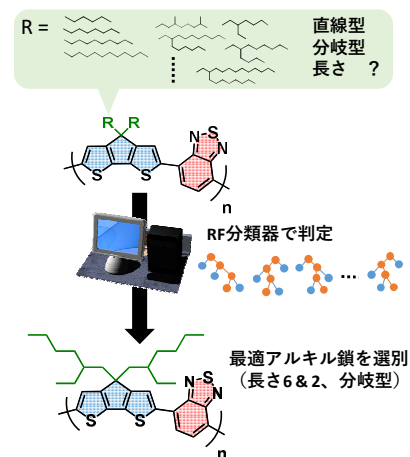 R =
直線型
分岐型
長さ ?
R R
N S N
S S
n
RF分類器で判定
...
最適アルキル鎖を選別
（長さ6 & 2、分岐型）
N S N
S S
n